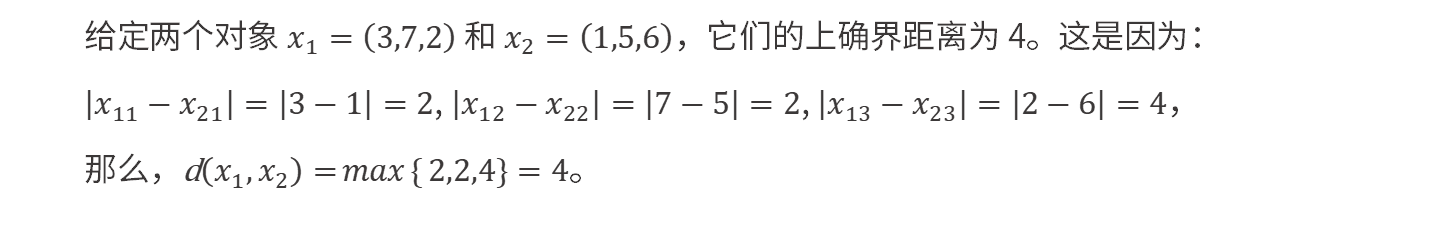 给定两个对象 x₁ = (3,7,2) 和 x₂ = (1,5,6)，它们的上确界距离为 4。这是因为：
|x₁₁ − x₂₁| = |3 − 1| = 2, |x₁₂ − x₂₂| = |7 − 5| = 2, |x₁₃ − x₂₃| = |2 − 6| = 4，
那么，d(x₁, x₂) = max { 2,2,4} = 4。